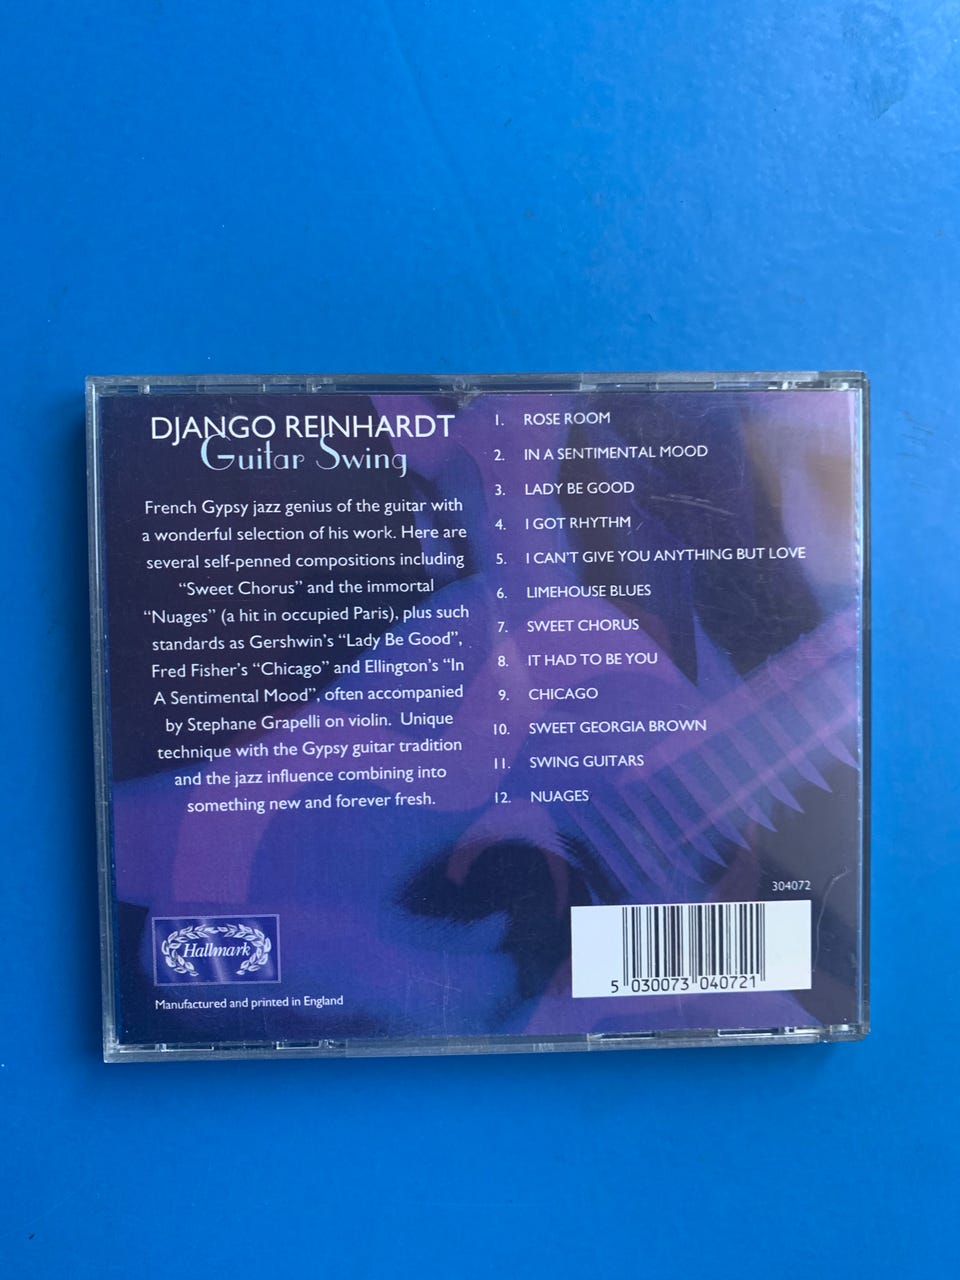 DJANGO REINHARDT
Guitar Swing
French Gypsy jazz genius of the guitar with
a wonderful selection of his work. Here are
several self-penned compositions including
“Sweet Chorus” and the immortal
“Nuages” (a hit in occupied Paris), plus such
standards as Gershwin's “Lady Be Good”,
Fred Fisher's “Chicago” and Ellington's “In
A Sentimental Mood”, often accompanied
by Stephane Grapelli on violin. Unique
technique with the Gypsy guitar tradition
and the jazz influence combining into
something new and forever fresh.
1. ROSE ROOM
2. IN A SENTIMENTAL MOOD
3. LADY BE GOOD
4. I GOT RHYTHM
5. I CAN'T GIVE YOU ANYTHING BUT LOVE
6. LIMEHOUSE BLUES
7. SWEET CHORUS
8. IT HAD TO BE YOU
9. CHICAGO
10. SWEET GEORGIA BROWN
11. SWING GUITARS
12. NUAGES
Hallmark
Manufactured and printed in England
304072
5 030073 040721